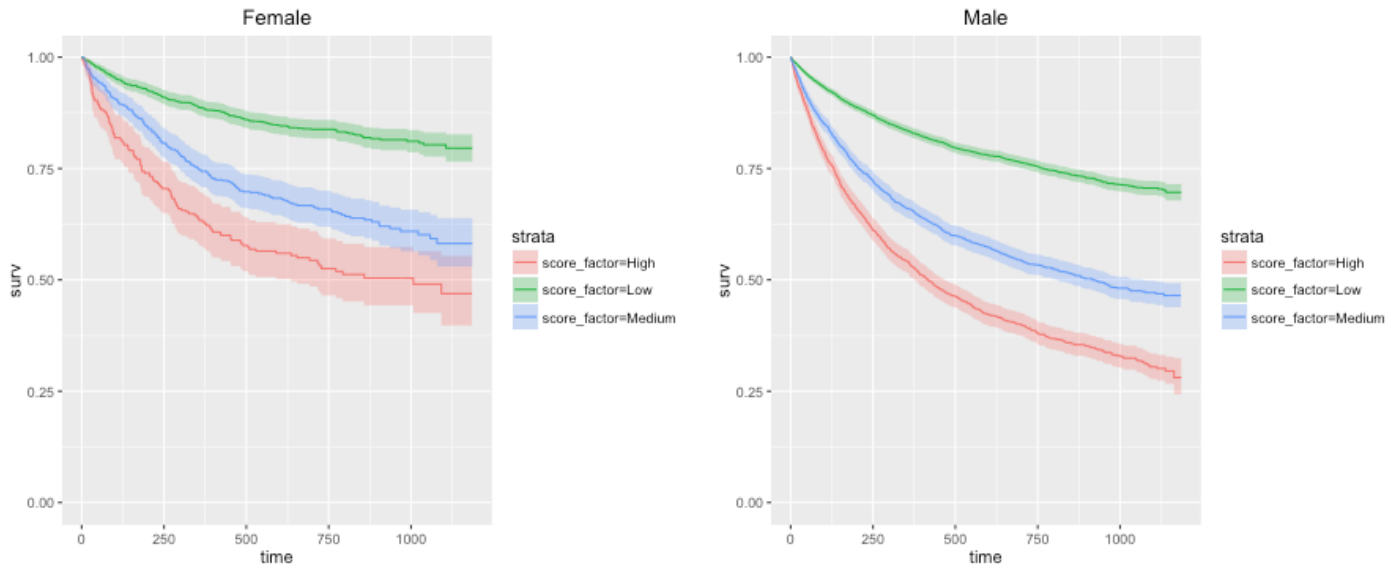 Female
1.00
0.75
0.50
0.25
0.00
surv
0 250 500 750 1000
time
strata
score_factor=High
score_factor=Low
score_factor=Medium
Male
1.00
0.75
0.50
0.25
0.00
surv
0 250 500 750 1000
time
strata
score_factor=High
score_factor=Low
score_factor=Medium